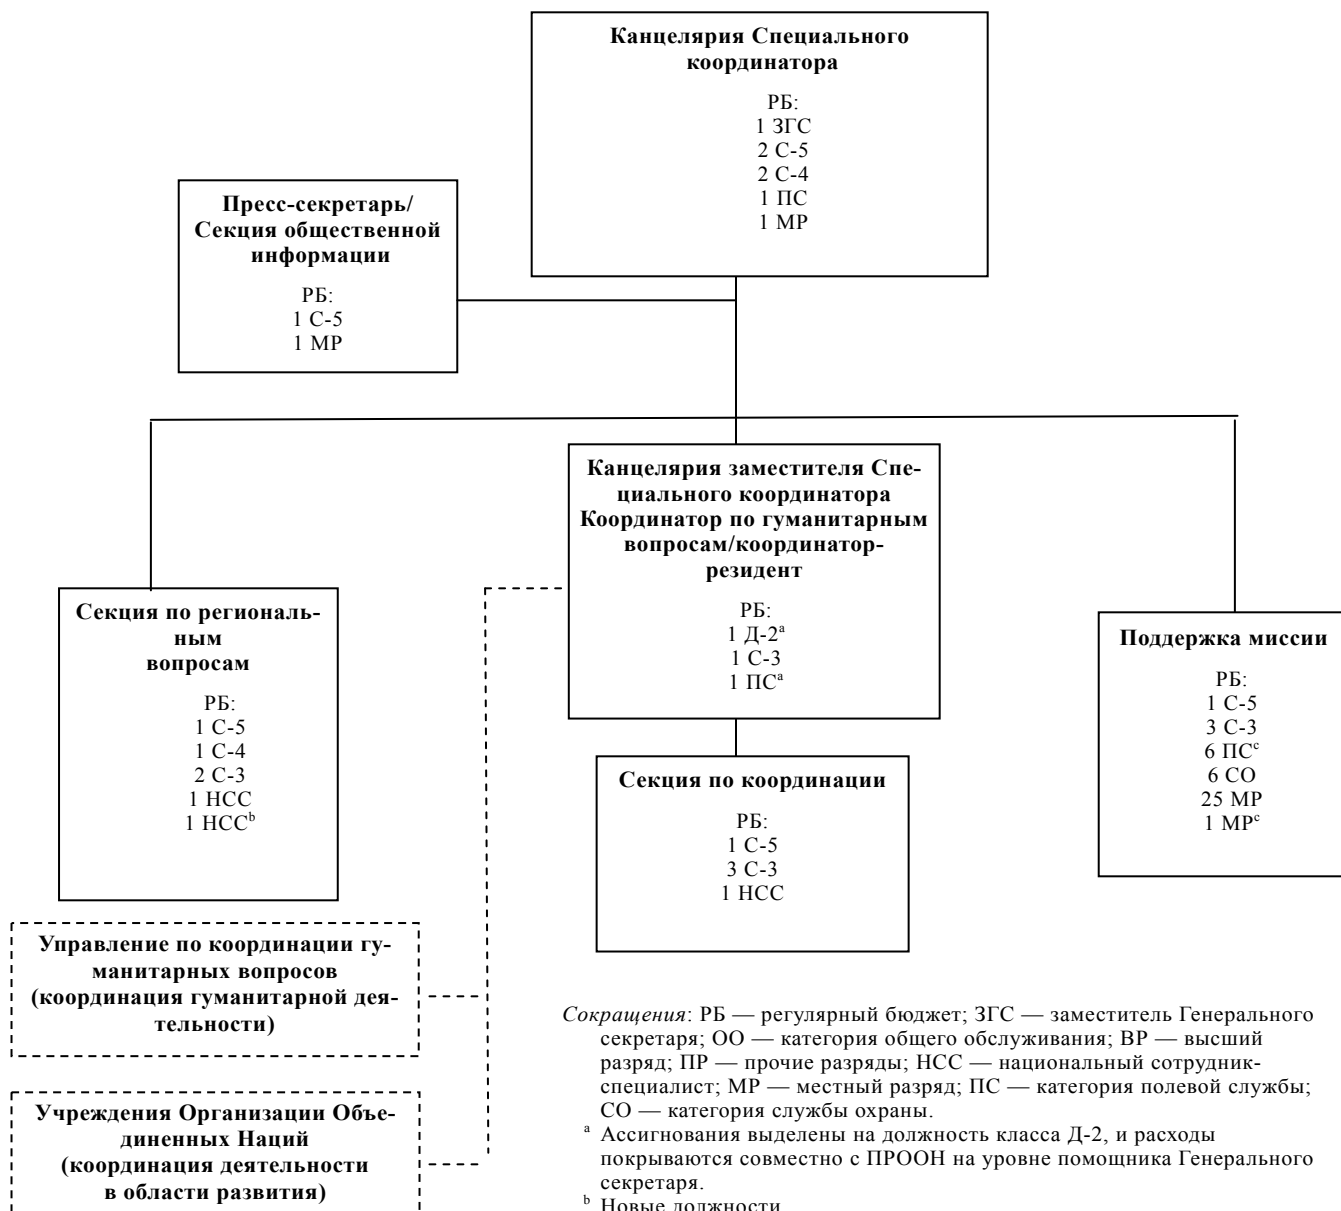 Канцелярия Специального
координатора
РБ:
1 ЗГС
2 С-5
2 С-4
1 ПС
1 МР
Пресс-секретарь/
Секция общественной
информации
РБ:
1 С-5
1 МР
Канцелярия заместителя Спе-
циального координатора
Координатор по гуманитарным
вопросам/координатор-
резидент
РБ:
1 Д-2ᵃ
1 С-3
1 ПСᵃ
Секция по региональ-
ным
вопросам
РБ:
1 С-5
1 С-4
2 С-3
1 НСС
1 НССᵇ
Поддержка миссии
РБ:
1 С-5
3 С-3
6 ПСᶜ
6 СО
25 МР
1 МРᶜ
Секция по координации
РБ:
1 С-5
3 С-3
1 НСС
Управление по координации гу-
манитарных вопросов
(координация гуманитарной дея-
тельности)
Учреждения Организации Объе-
диненных Наций
(координация деятельности
в области развития)
Сокращения: РБ — регулярный бюджет; ЗГС — заместитель Генерального
секретаря; ОО — категория общего обслуживания; ВР — высший
разряд; ПР — прочие разряды; НСС — национальный сотрудник-
специалист; МР — местный разряд; ПС — категория полевой службы;
СО — категория службы охраны.
ᵃ Ассигнования выделены на должность класса Д-2, и расходы
покрываются совместно с ПРООН на уровне помощника Генерального
секретаря.
ᵇ Новые должности